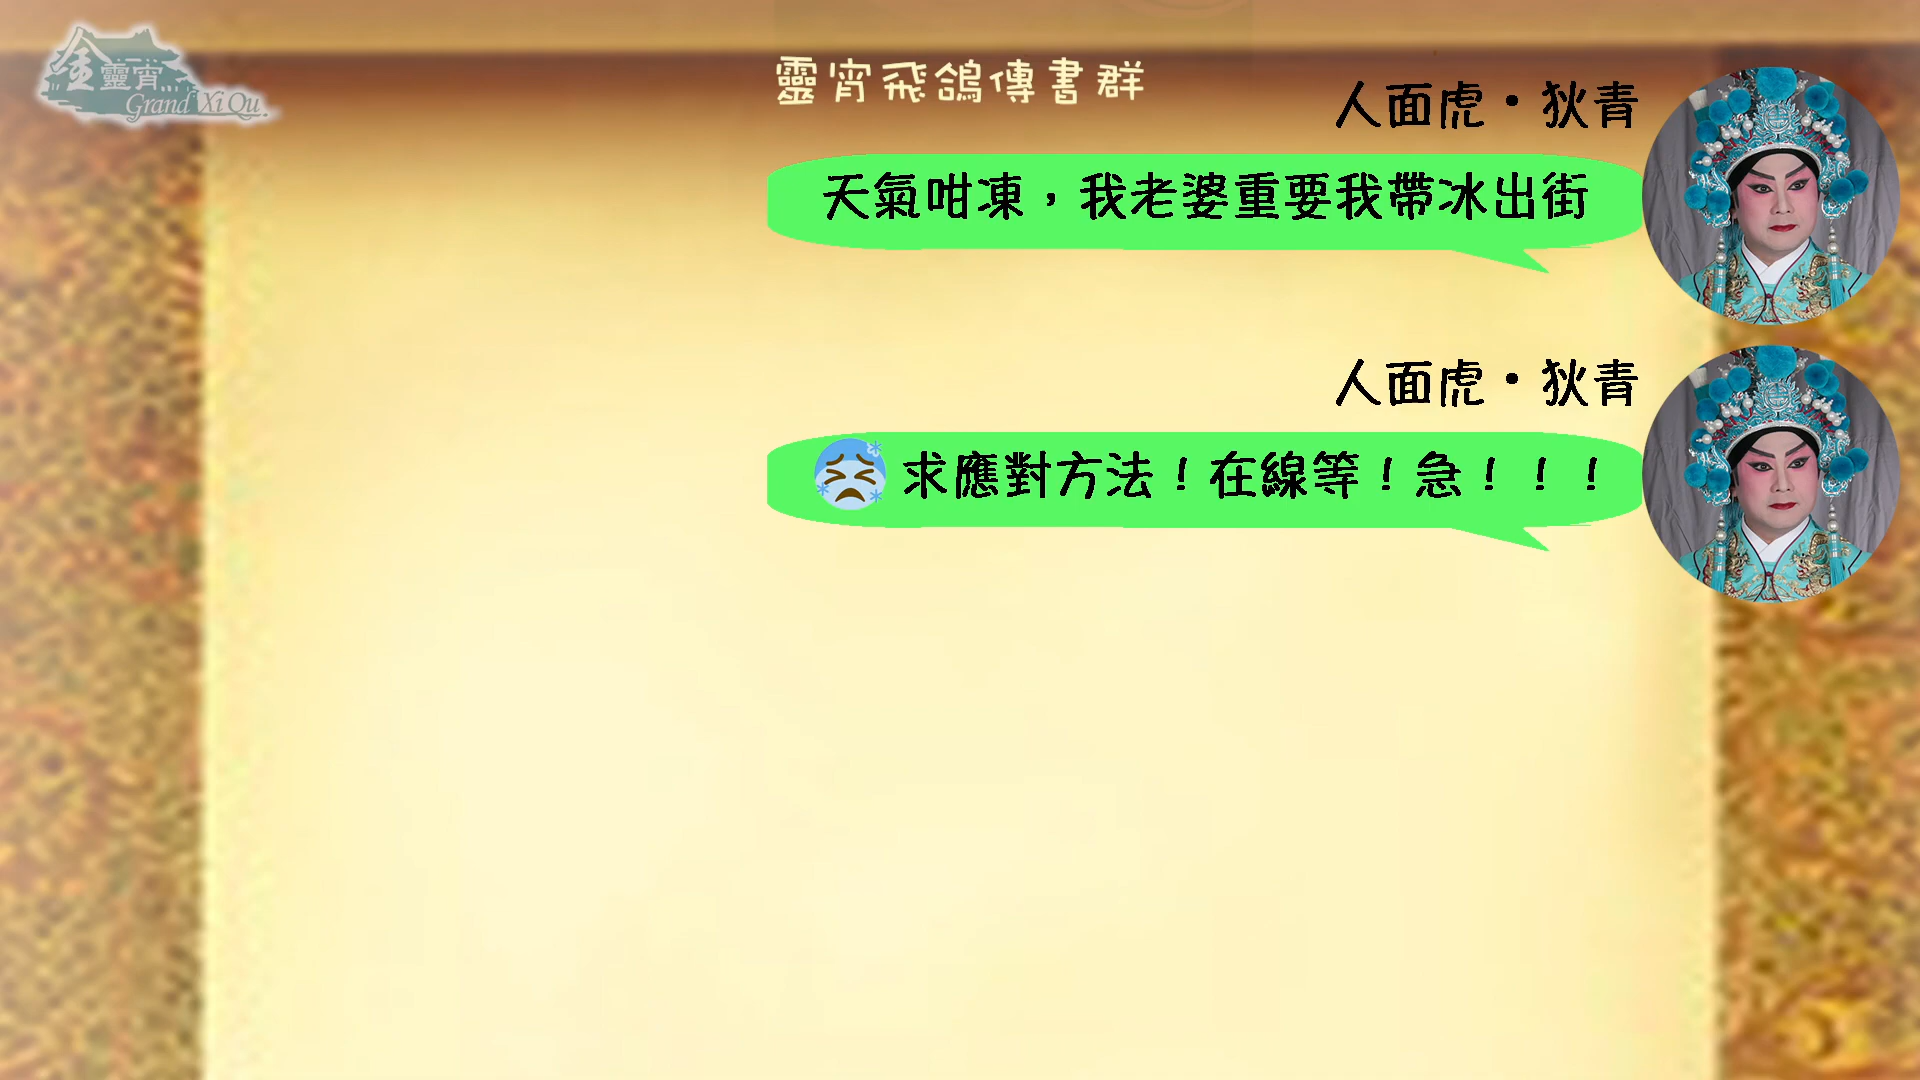 金靈宵
Grand Xi Qu
靈宵飛鴿傳書群
人面虎·狄青
天氣咁凍，我老婆重要我帶冰出街
人面虎·狄青
求應對方法！在線等！急！！！